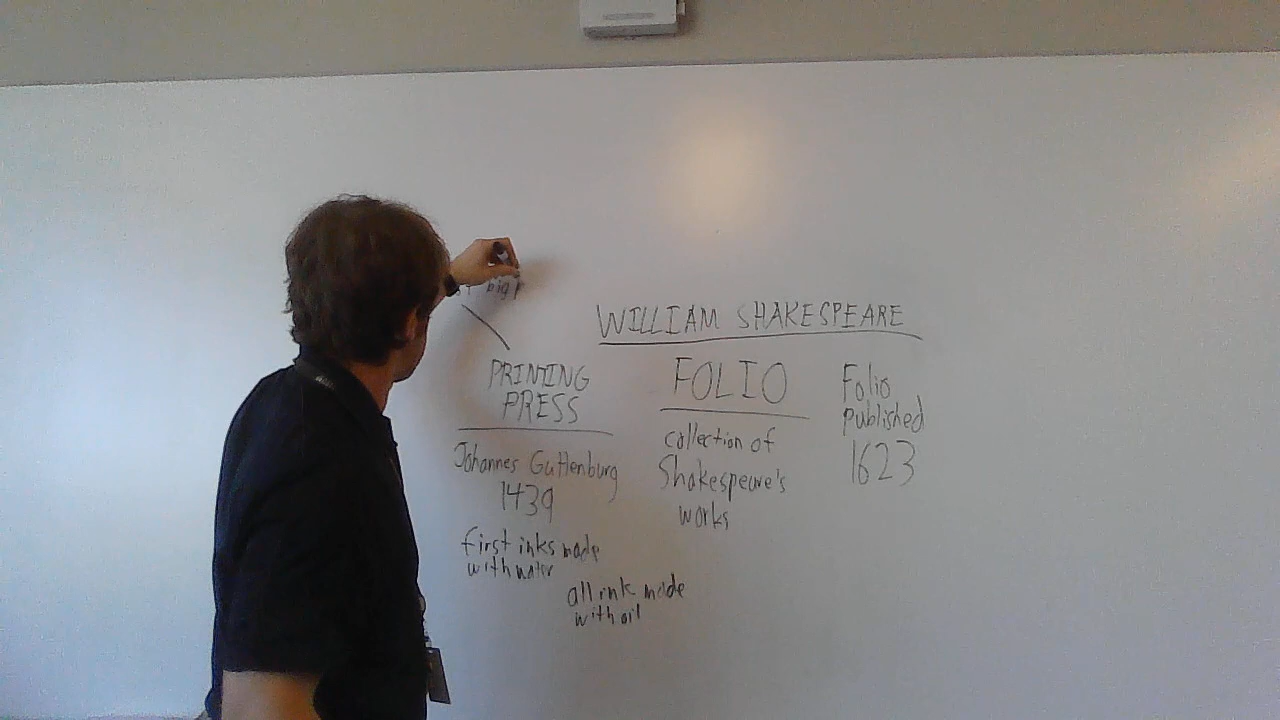 big
WILLIAM SHAKESPEARE
PRINTING
PRESS
Johannes Guttenburg
1439
first inks made
with water
all ink made
with oil
FOLIO
collection of
Shakespeare's
works
Folio
published
1623